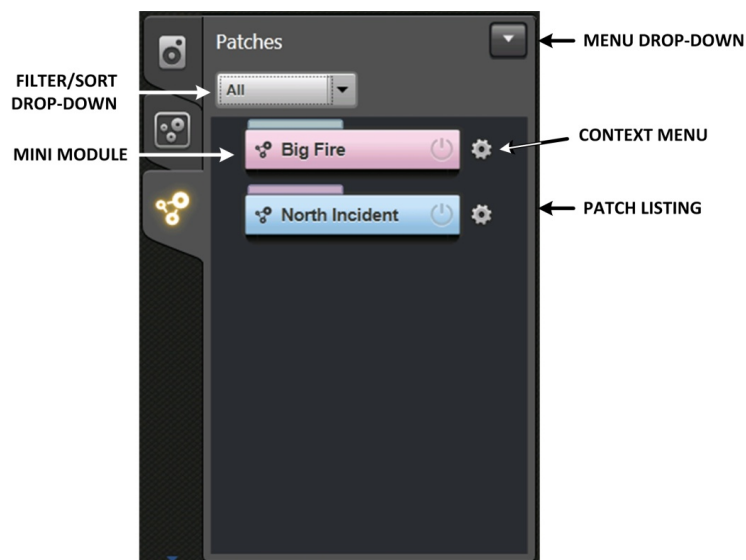 Patches
MENU DROP-DOWN
FILTER/SORT
DROP-DOWN
All
MINI MODULE
Big Fire
CONTEXT MENU
North Incident
PATCH LISTING